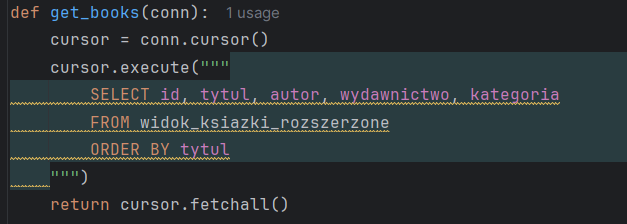 def get_books(conn): 1 usage
    cursor = conn.cursor()
    cursor.execute("""
        SELECT id, tytul, autor, wydawnictwo, kategoria
        FROM widok_ksiazki_rozszerzone
        ORDER BY tytul
    """)
    return cursor.fetchall()